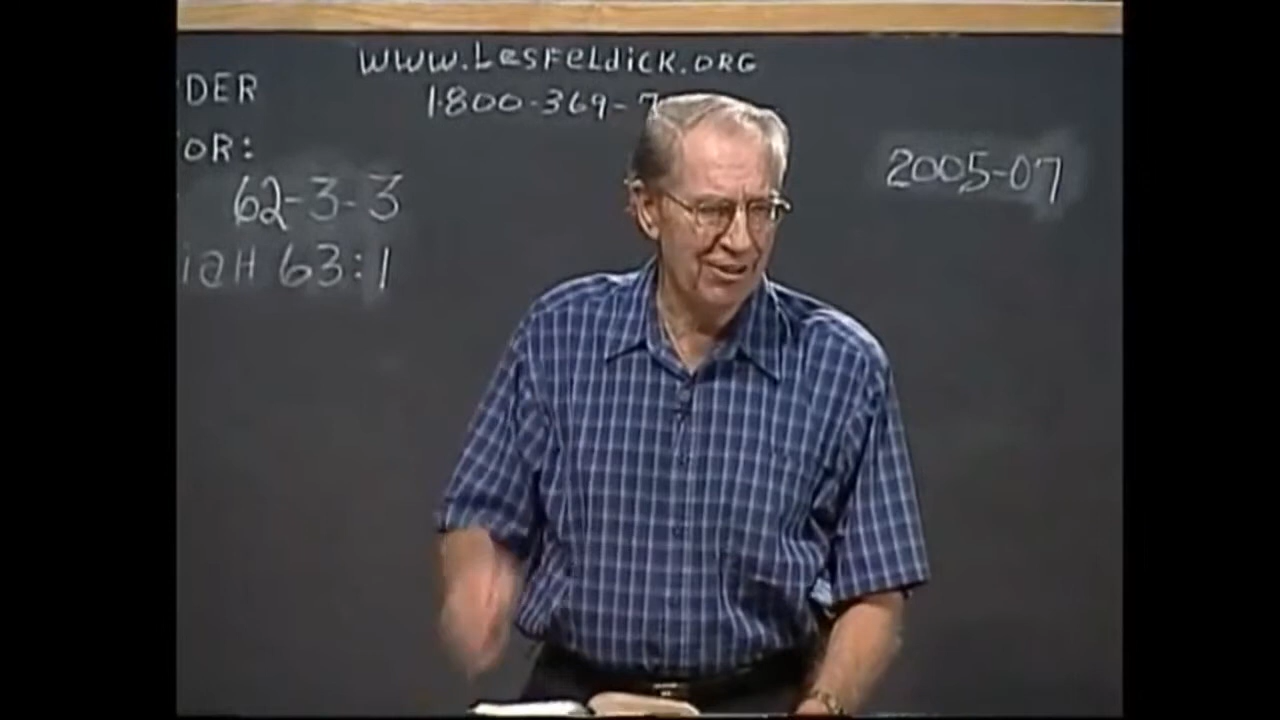 www.LesFeldick.org
1-800-369-7
DER
OR:
62-3-3
iaH 63:1
2005-07